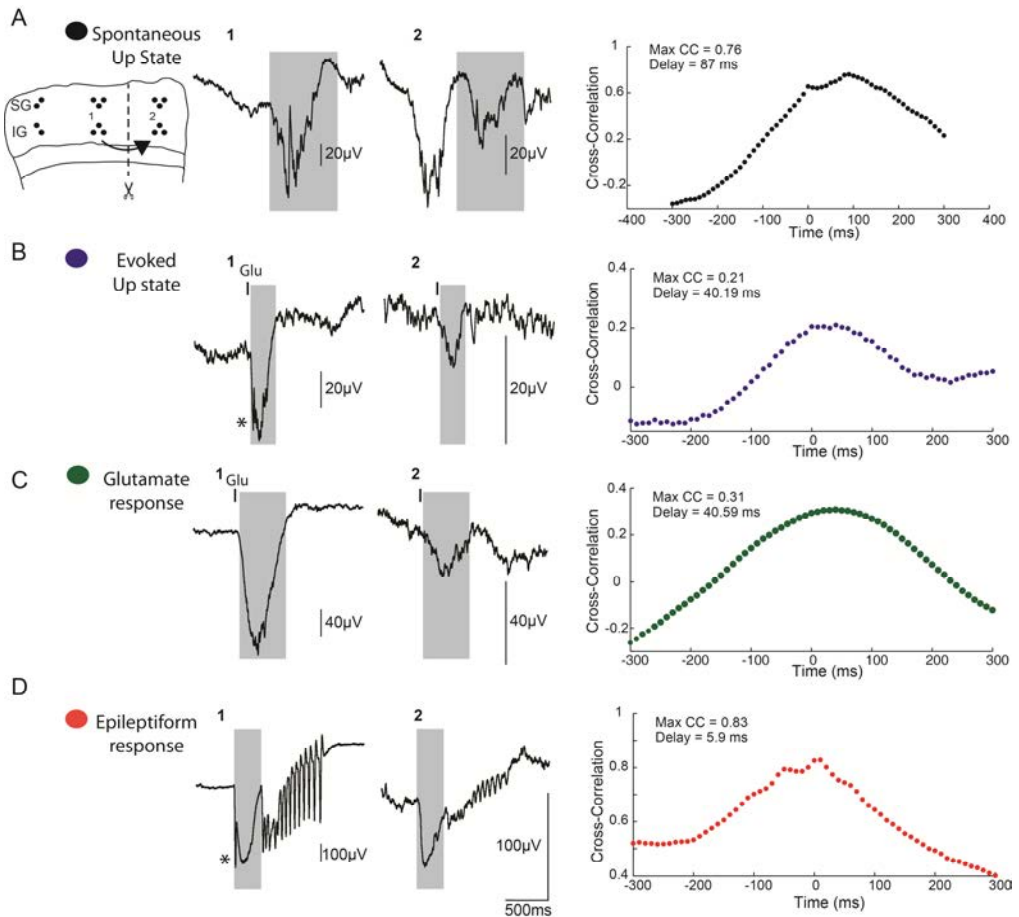 A
Spontaneous
Up State
1
2
SG
IG
1
2
20µV
20µV
Max CC = 0.76
Delay = 87 ms
Cross-Correlation
1
0.6
0.2
-0.2
-400 -300 -200 -100 0 100 200 300 400
Time (ms)
B
Evoked
Up state
1
Glu
2
*
20µV
20µV
Max CC = 0.21
Delay = 40.19 ms
Cross-Correlation
0.4
0.2
0
-300 -200 -100 0 100 200 300
Time (ms)
C
Glutamate
response
1
Glu
2
40µV
40µV
Max CC = 0.31
Delay = 40.59 ms
Cross-Correlation
0.4
0.2
0
-0.2
-300 -200 -100 0 100 200 300
Time (ms)
D
Epileptiform
response
1
2
*
100µV
100µV
500ms
Max CC = 0.83
Delay = 5.9 ms
Cross-Correlation
1
0.8
0.6
0.4
-300 -200 -100 0 100 200 300
Time (ms)